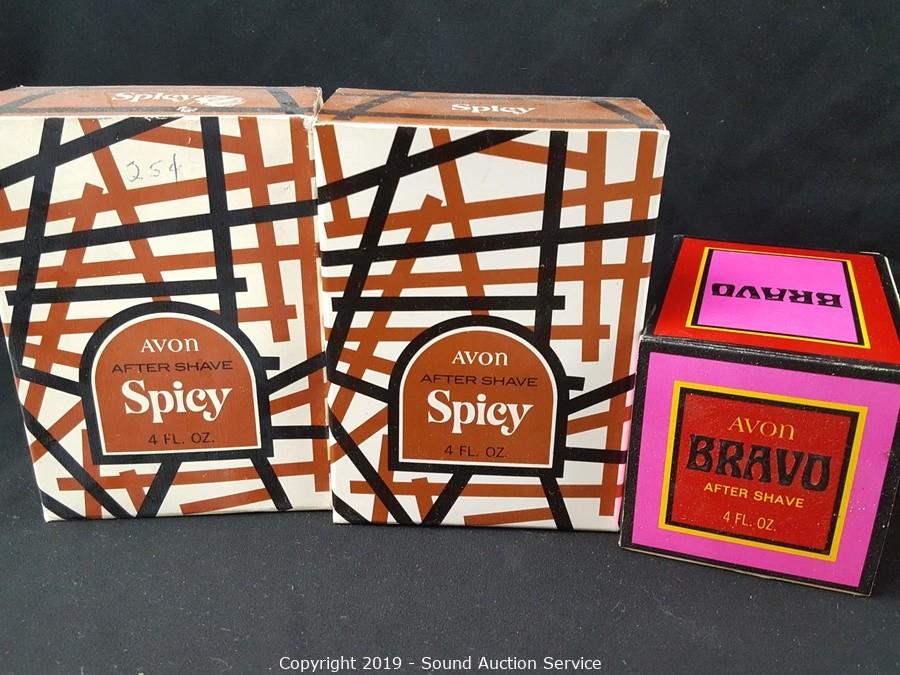 Spicy
25¢
AVON
AFTER SHAVE
Spicy
4 FL. OZ.
Spicy
AVON
AFTER SHAVE
Spicy
4 FL. OZ.
BRAVO
AVON
BRAVO
AFTER SHAVE
4 FL. OZ.
Copyright 2019 - Sound Auction Service